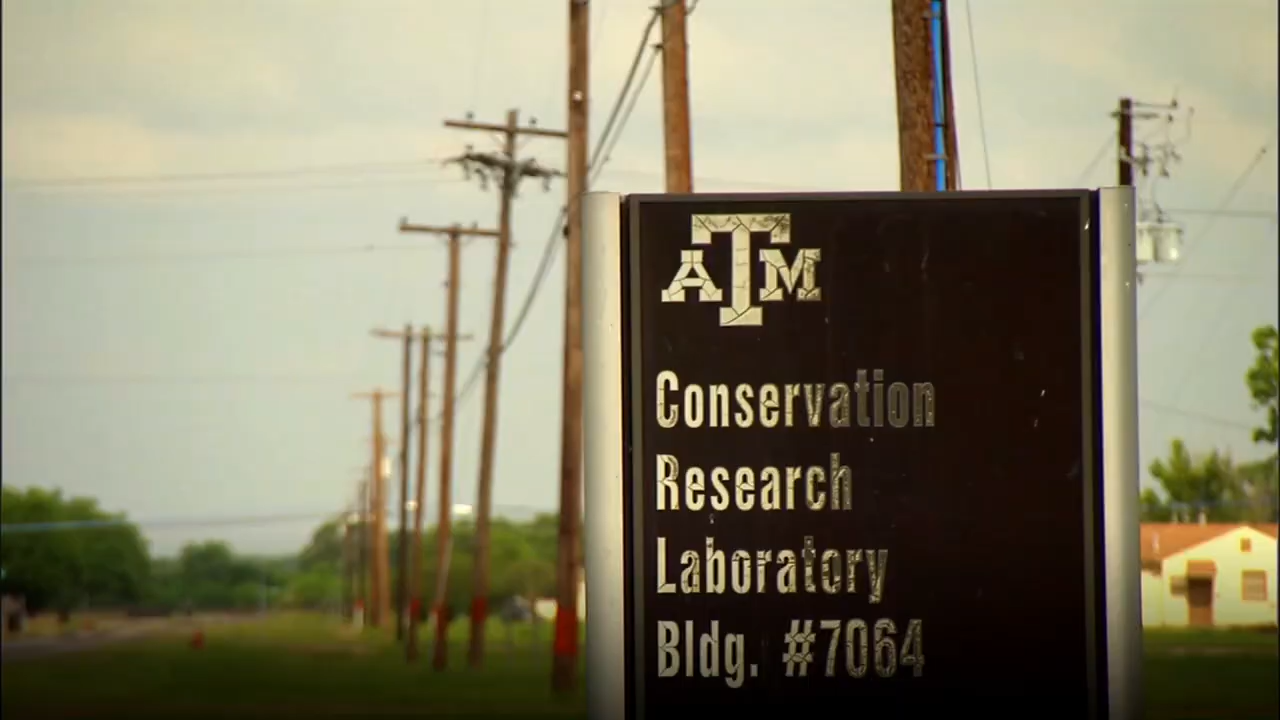 ATM
Conservation
Research
Laboratory
Bldg. #7064